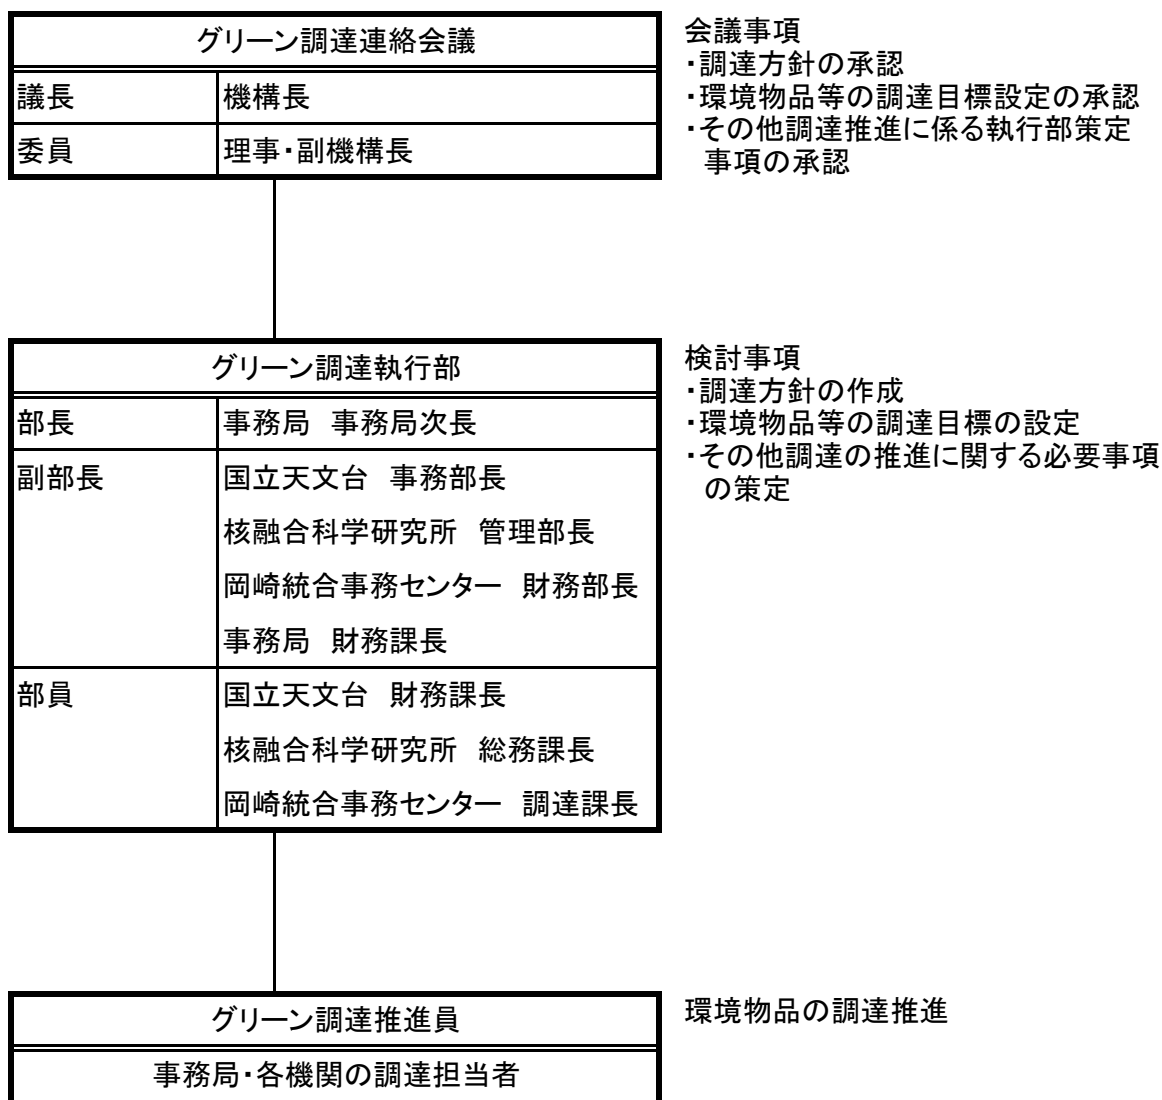 グリーン調達連絡会議
議長 機構長
委員 理事・副機構長
会議事項
・調達方針の承認
・環境物品等の調達目標設定の承認
・その他調達推進に係る執行部策定
事項の承認
グリーン調達執行部
部長 事務局 事務局次長
副部長 国立天文台 事務部長
核融合科学研究所 管理部長
岡崎統合事務センター 財務部長
事務局 財務課長
部員 国立天文台 財務課長
核融合科学研究所 総務課長
岡崎統合事務センター 調達課長
検討事項
・調達方針の作成
・環境物品等の調達目標の設定
・その他調達の推進に関する必要事項
の策定
グリーン調達推進員
事務局・各機関の調達担当者
環境物品の調達推進